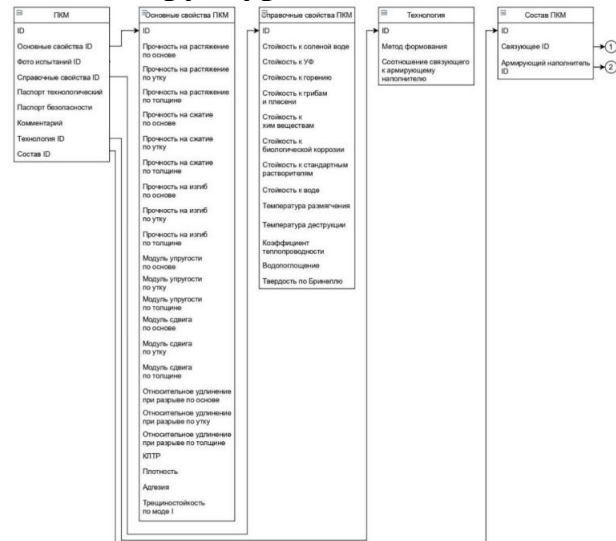 ПКМ
ID
Основные свойства ID
Фото испытаний ID
Справочные свойства ID
Паспорт технологический
Паспорт безопасности
Комментарий
Технология ID
Состав ID
Основные свойства ПКМ
ID
Прочность на растяжение
по основе
Прочность на растяжение
по утку
Прочность на растяжение
по толщине
Прочность на сжатие
по основе
Прочность на сжатие
по утку
Прочность на сжатие
по толщине
Прочность на изгиб
по основе
Прочность на изгиб
по утку
Прочность на изгиб
по толщине
Модуль упругости
по основе
Модуль упругости
по утку
Модуль упругости
по толщине
Модуль сдвига
по основе
Модуль сдвига
по утку
Модуль сдвига
по толщине
Относительное удлинение
при разрыве по основе
Относительное удлинение
при разрыве по утку
Относительное удлинение
при разрыве по толщине
КЛТР
Плотность
Адгезия
Трещиностойкость
по моде I
Справочные свойства ПКМ
ID
Стойкость к соленой воде
Стойкость к УФ
Стойкость к горению
Стойкость к грибам
и плесени
Стойкость к
хим веществам
Стойкость к
биологической коррозии
Стойкость к стандартным
растворителям
Стойкость к воде
Температура размягчения
Температура деструкции
Коэффициент
теплопроводности
Водопоглощение
Твердость по Бринеллю
Технология
ID
Метод формования
Соотношение связующего
к армирующему
наполнителю
Состав ПКМ
ID
Связующее ID
Армирующий наполнитель
ID
1
2